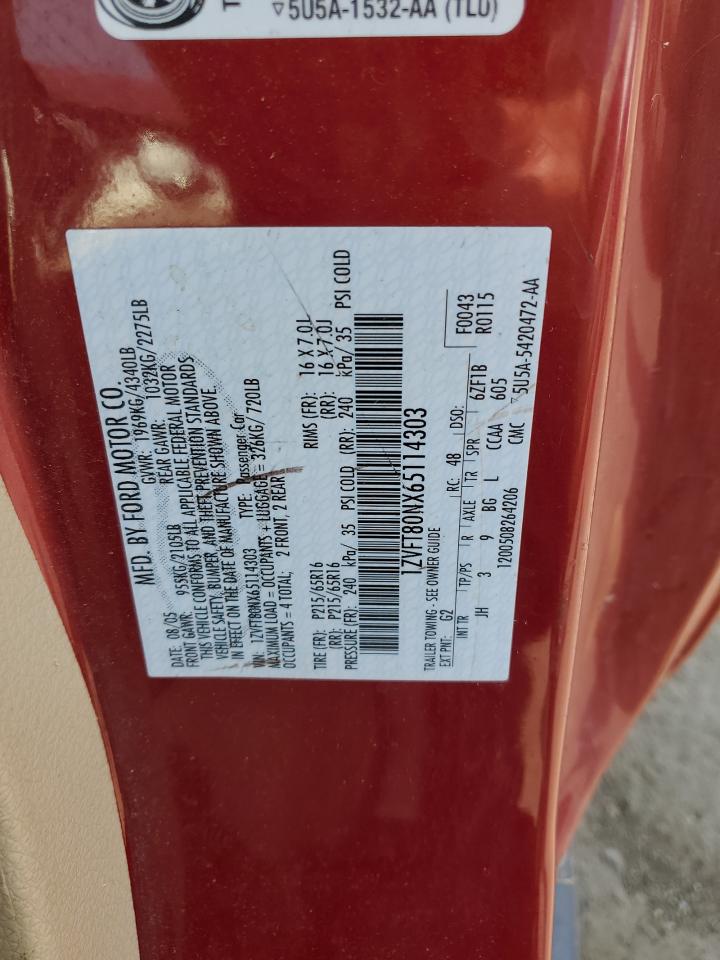 5U5A-1532-AA (TLU)
MFD. BY FORD MOTOR CO.
DATE: 08/05 GVWR: 1969KG/4340LB
FRONT GAWR: 955KG/2105LB REAR GAWR: 1032KG/2275LB
THIS VEHICLE CONFORMS TO ALL APPLICABLE FEDERAL MOTOR
VEHICLE SAFETY, BUMPER, AND THEFT PREVENTION STANDARDS
IN EFFECT ON THE DATE OF MANUFACTURE SHOWN ABOVE.
VIN: 1ZVFT80NX65114303 TYPE: Passenger Car
MAXIMUM LOAD = OCCUPANTS + LUGGAGE = 326KG/ 720LB
OCCUPANTS = 4 TOTAL; 2 FRONT, 2 REAR
TIRE (FR): P215/65R16 RIMS (FR): 16 X 7.0J
(RR): P215/65R16 (RR): 16 X 7.0J
PRESSURE (FR): 240 kPa/ 35 PSI COLD (RR): 240 kPa/ 35 PSI COLD
1ZVFT80NX65114303
TRAILER TOWING - SEE OWNER GUIDE
EXT PNT: G2 RC: 48 DSO: F0043
R0115
INT TR TP/PS R AXLE TR SPR
JH 3 9 BG L CCAA 6ZF1B
605
1200508264206 CMC
5U5A-5420472-AA